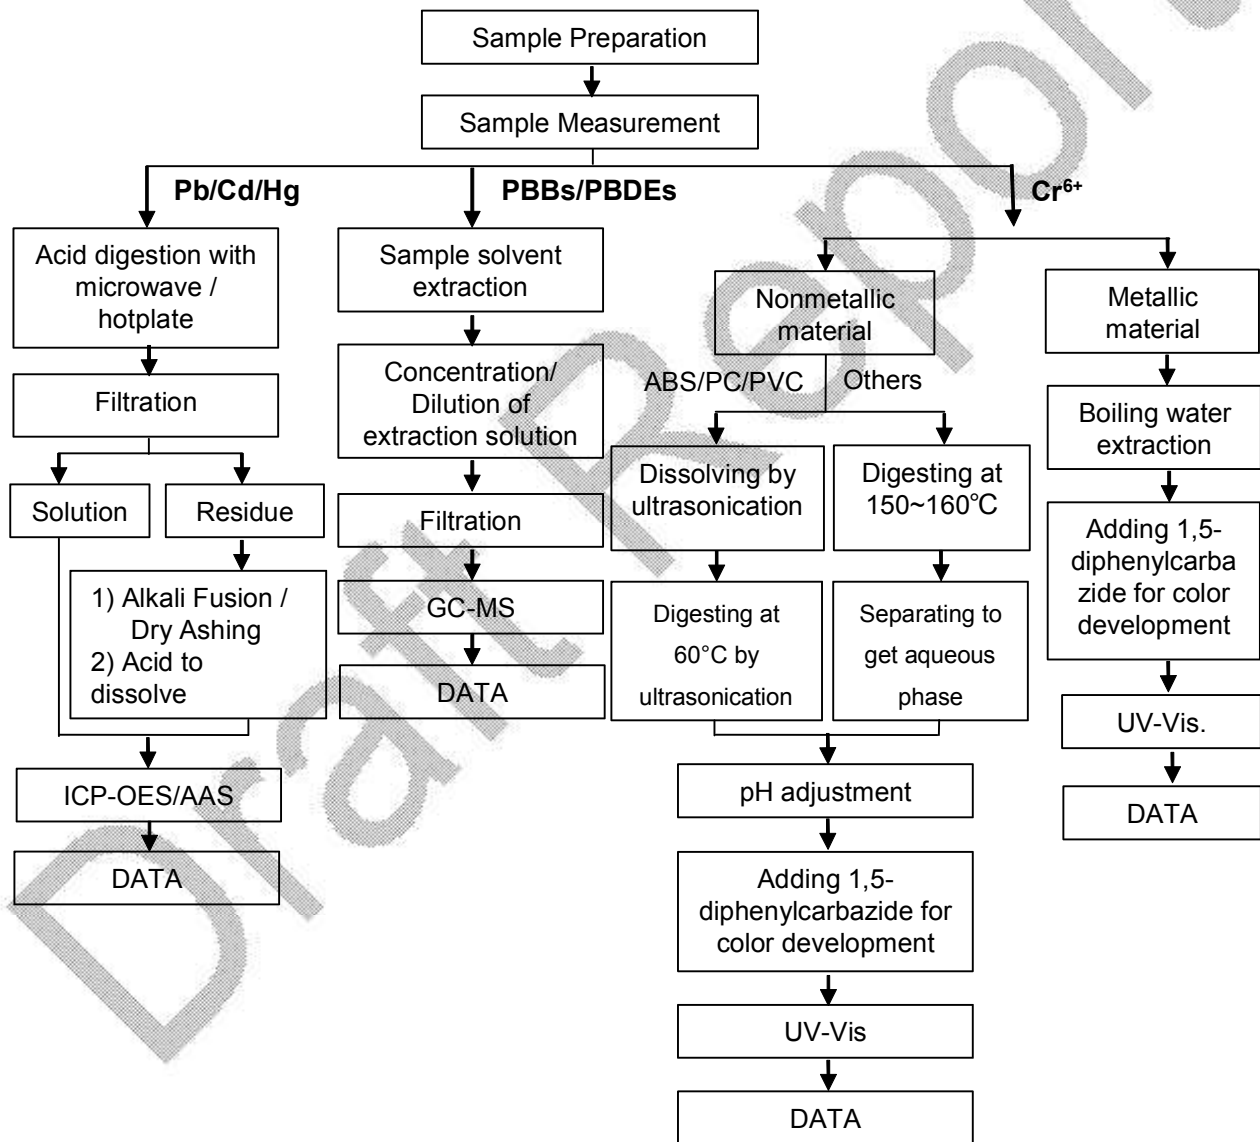 Sample Preparation
Sample Measurement
Pb/Cd/Hg
PBBs/PBDEs
Cr6+
Acid digestion with
microwave /
hotplate
Filtration
Solution
Residue
1) Alkali Fusion /
Dry Ashing
2) Acid to
dissolve
ICP-OES/AAS
DATA
Sample solvent
extraction
Concentration/
Dilution of
extraction solution
Filtration
GC-MS
DATA
Nonmetallic
material
ABS/PC/PVC
Others
Dissolving by
ultrasonication
Digesting at
60°C by
ultrasonication
Digesting at
150~160℃
Separating to
get aqueous
phase
pH adjustment
Adding 1,5-
diphenylcarbazide for
color development
UV-Vis
DATA
Metallic
material
Boiling water
extraction
Adding 1,5-
diphenylcarba
zide for color
development
UV-Vis.
DATA
Draft Report